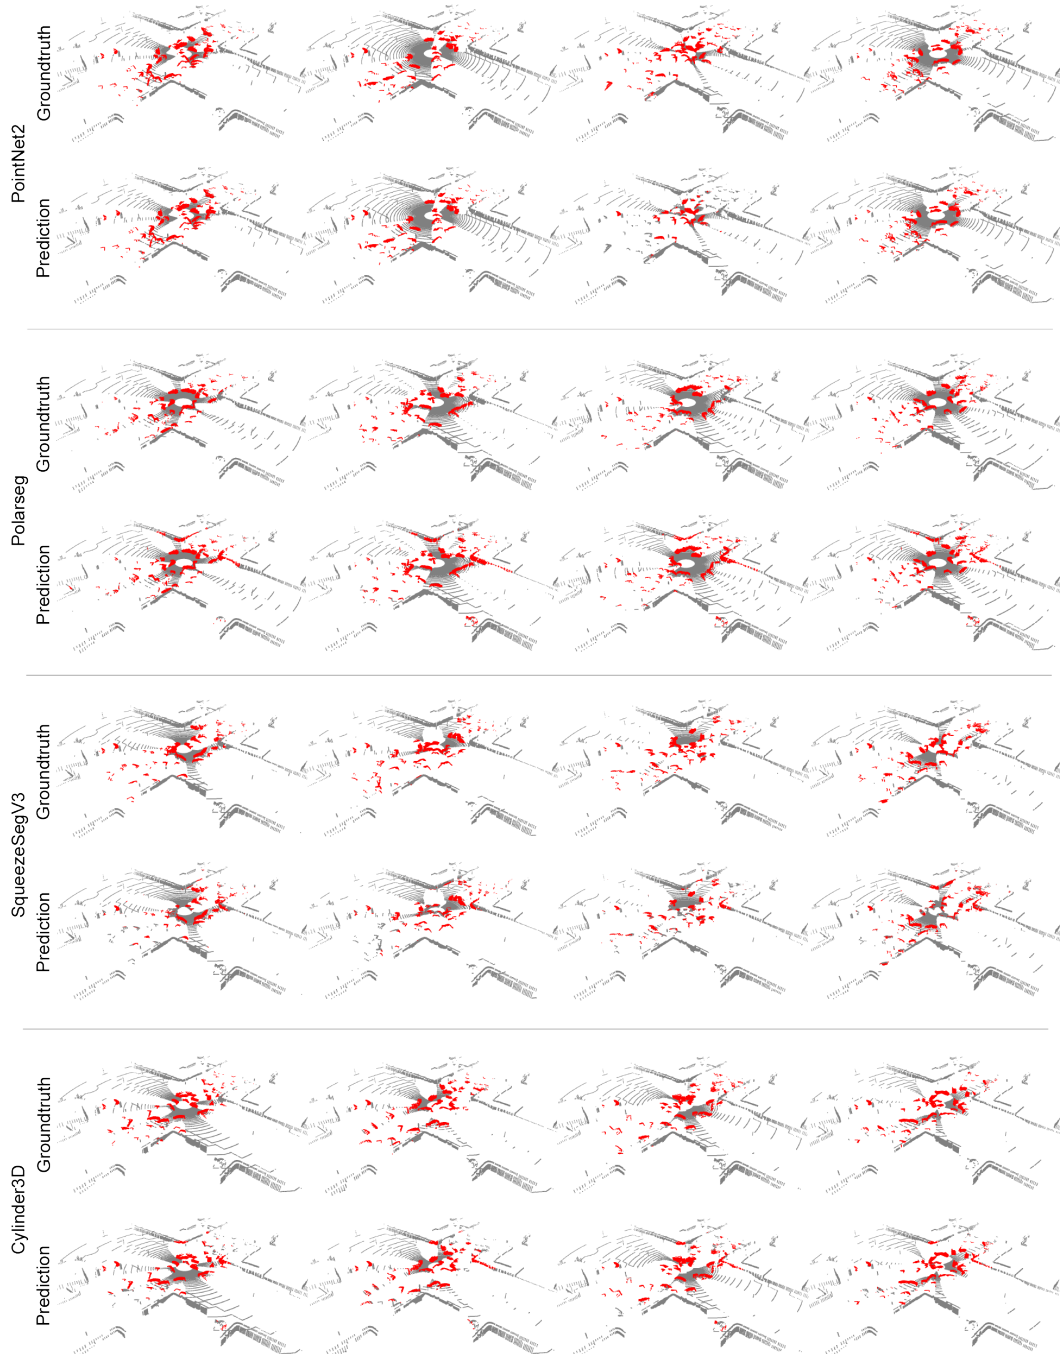 PointNet2
Groundtruth
Prediction
Polarseg
Groundtruth
Prediction
SqueezeSegV3
Groundtruth
Prediction
Cylinder3D
Groundtruth
Prediction